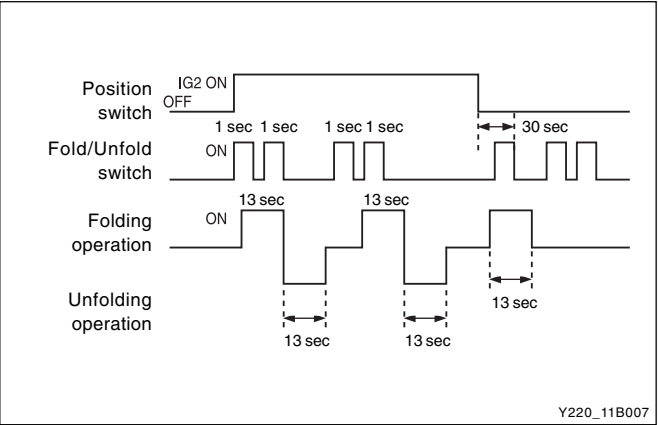 Position
switch
IG2 ON
OFF
1 sec 1 sec 1 sec 1 sec 30 sec
Fold/Unfold
switch
ON
13 sec 13 sec
Folding
operation
ON
Unfolding
operation
13 sec 13 sec 13 sec
Y220_11B007